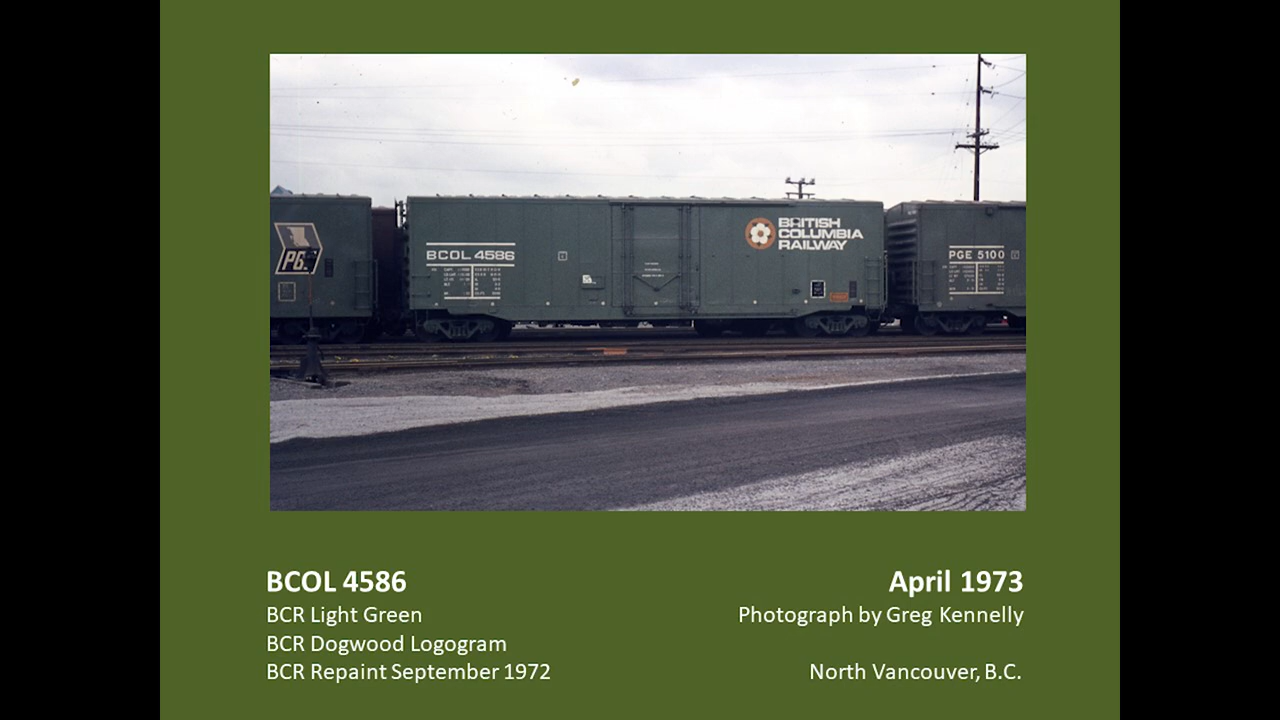 PGE
BCOL 4586
BRITISH
COLUMBIA
RAILWAY
PGE 5100
BCOL 4586
BCR Light Green
BCR Dogwood Logogram
BCR Repaint September 1972
April 1973
Photograph by Greg Kennelly
North Vancouver, B.C.